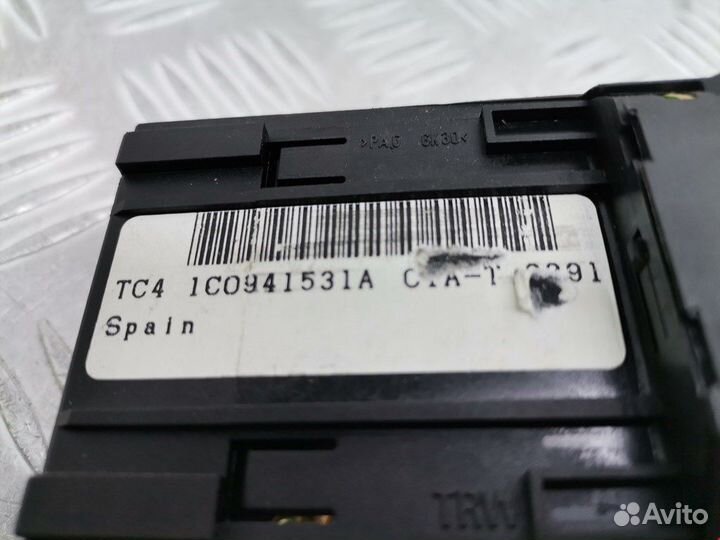 >PA6 GK30<
TC4 1C0941531A
Spain
TRW
Avito